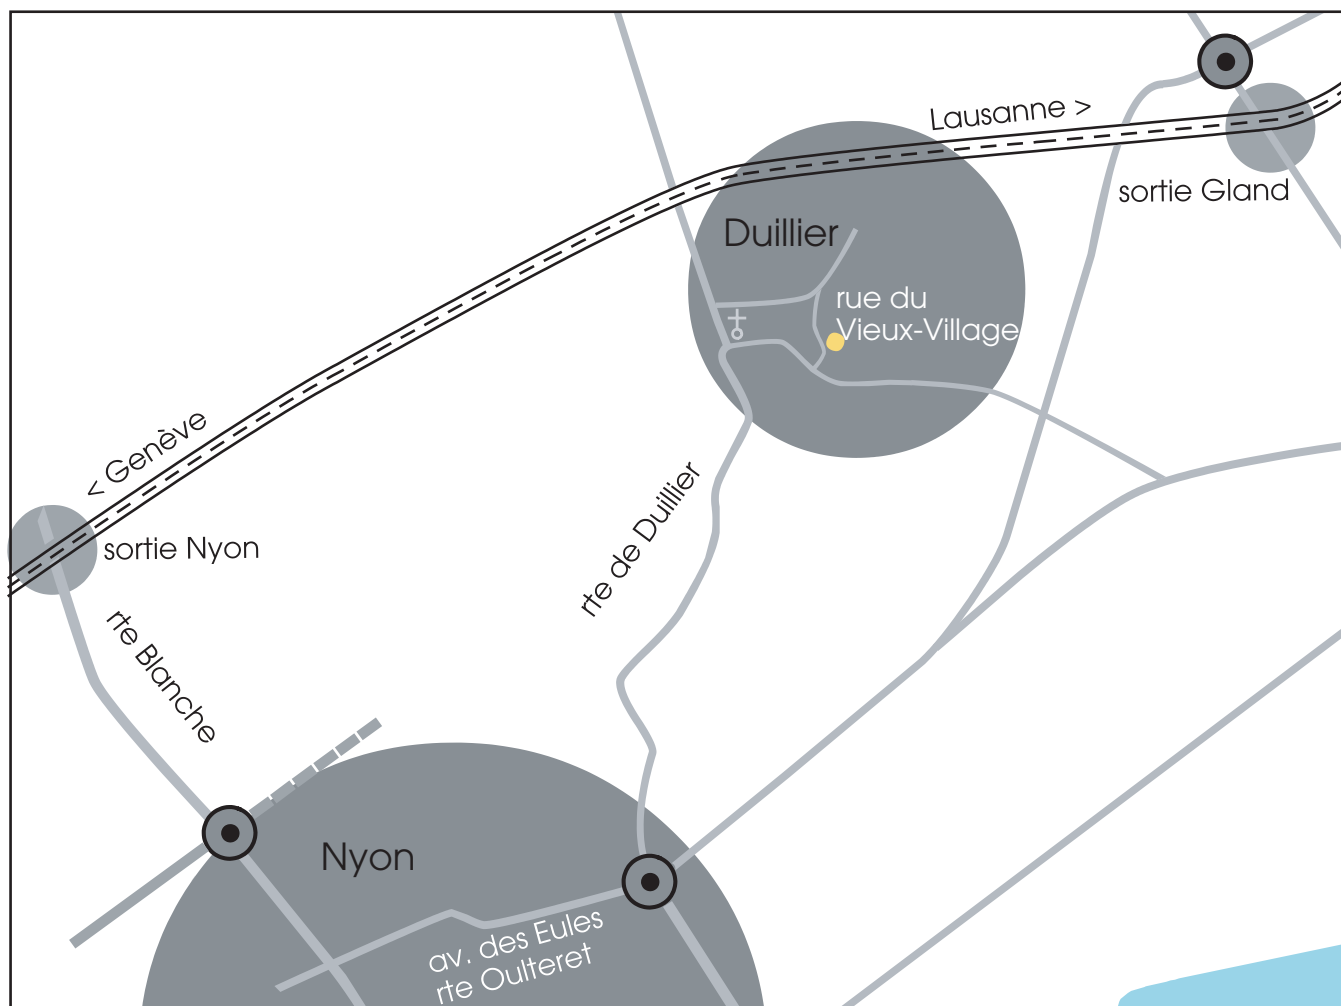 Lausanne >
sortie Gland
Duillier
rue du
Vieux-Village
< Genève
sortie Nyon
rte de Duillier
rte Blanche
Nyon
av. des Eules
rte Oulteret